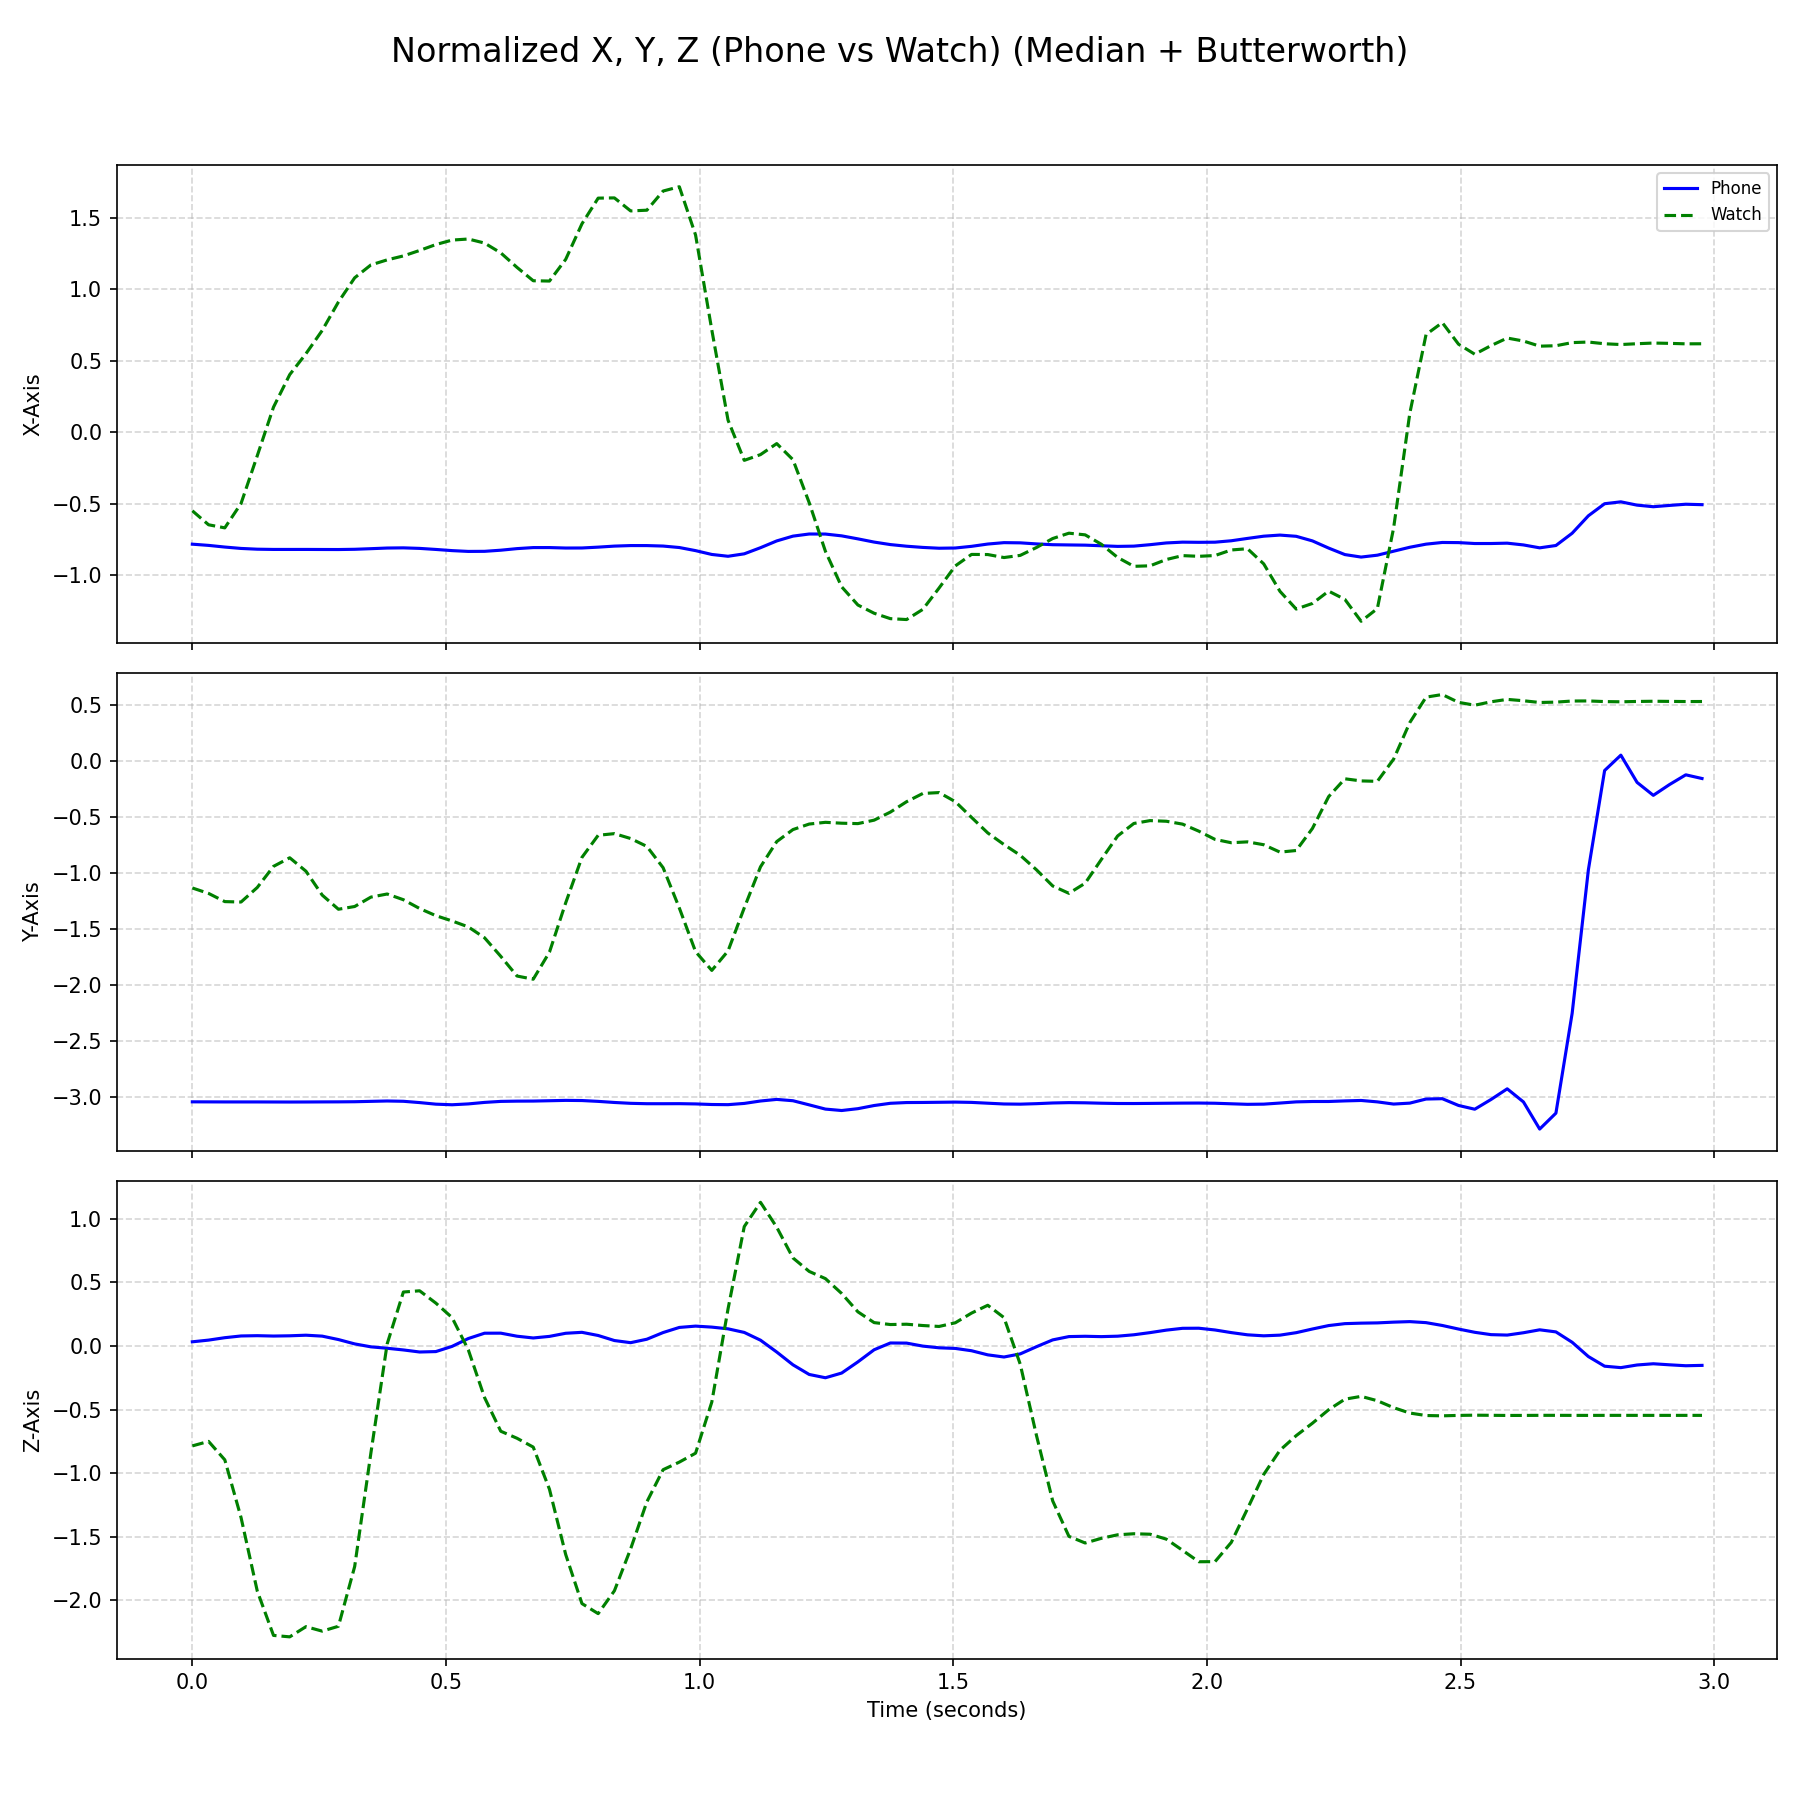 Normalized X, Y, Z (Phone vs Watch) (Median + Butterworth)
Phone
Watch
X-Axis
1.5
1.0
0.5
0.0
−0.5
−1.0
Y-Axis
0.5
0.0
−0.5
−1.0
−1.5
−2.0
−2.5
−3.0
Z-Axis
1.0
0.5
0.0
−0.5
−1.0
−1.5
−2.0
0.0 0.5 1.0 1.5 2.0 2.5 3.0
Time (seconds)